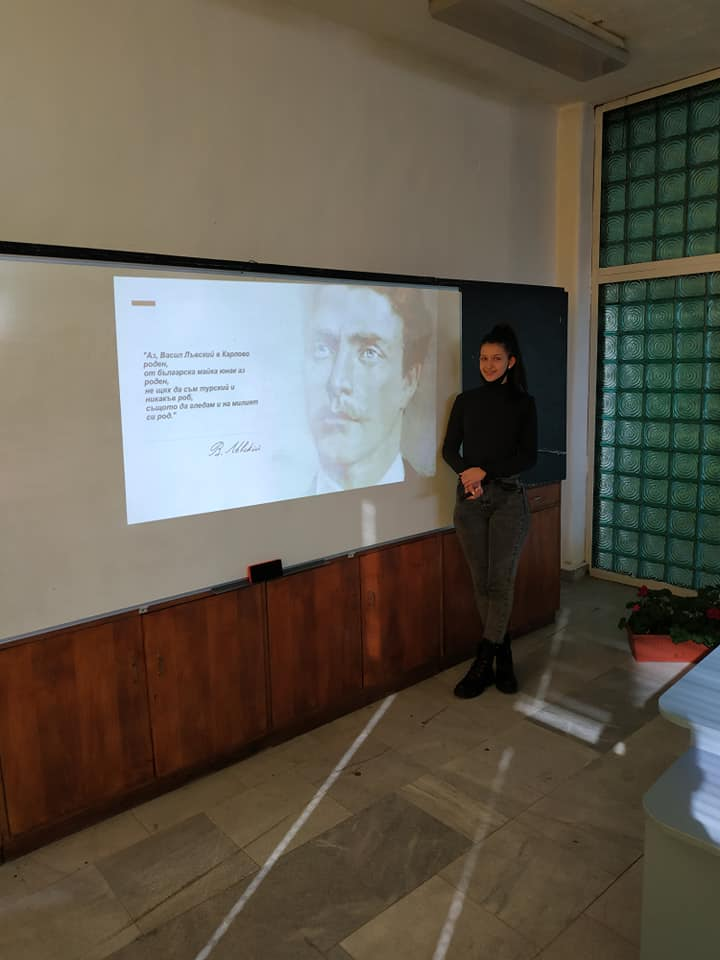 "Аз, Васил Лъвский в Карлово
роден,
от българска майка юнак аз
роден,
не щях да съм турский и
никакъв роб,
същото да гледам и на милият
си род."
В. Лвский